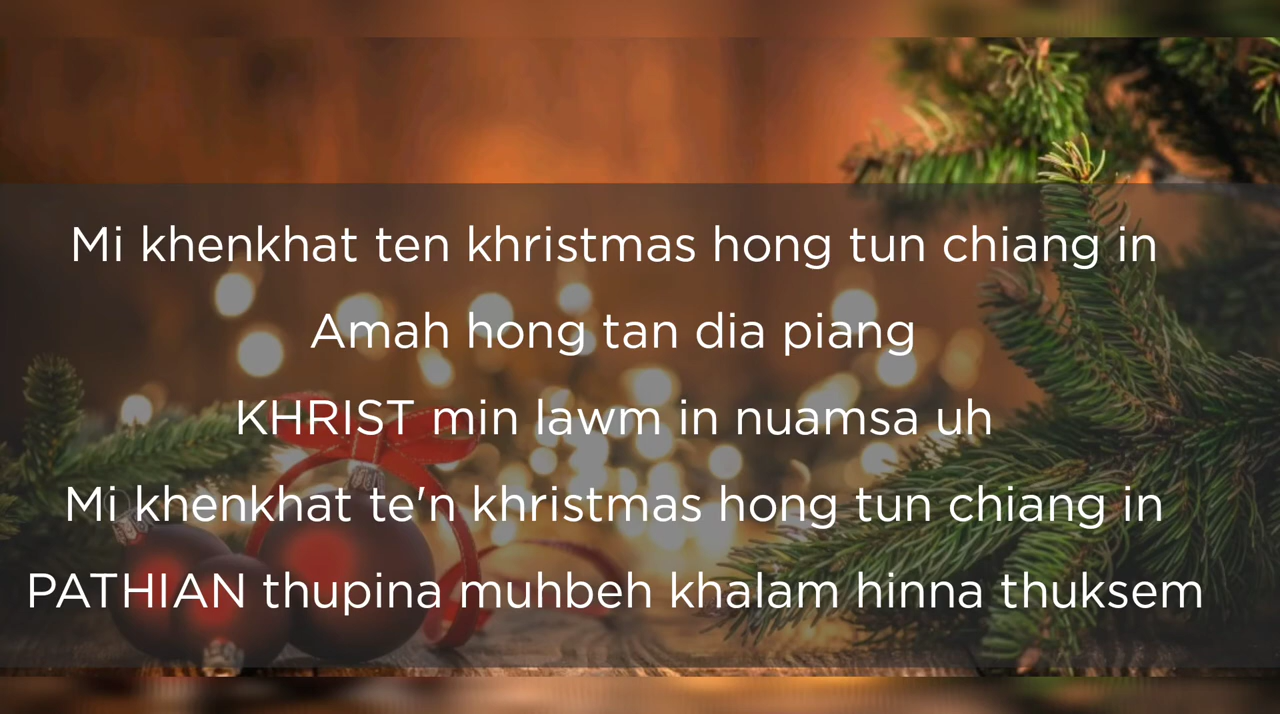 Mi khenkhat ten khristmas hong tun chiang in
Amah hong tan dia piang
KHRIST min lawm in nuamsa uh
Mi khenkhat te'n khristmas hong tun chiang in
PATHIAN thupina muhbeh khalam hinna thuksem